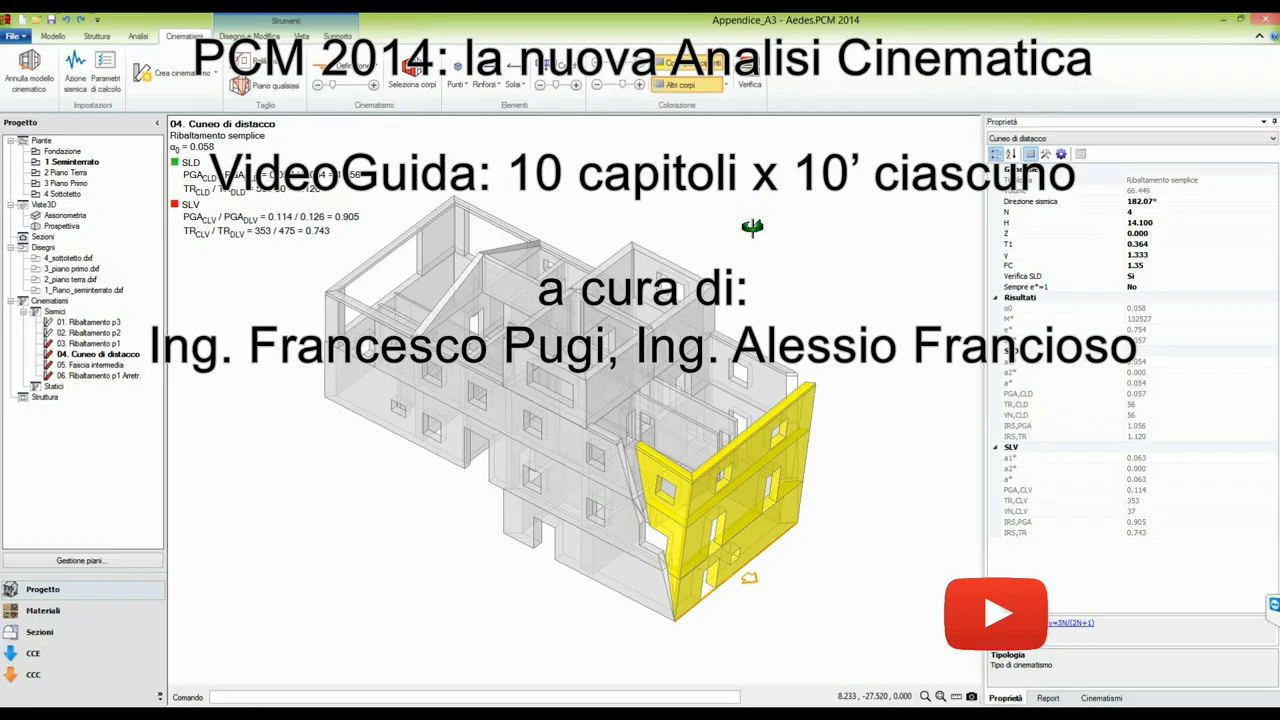 Appendice_A3 - Aedes.PCM 2014
Strumenti
File
Modello
Struttura
Analisi
Cinematismi
Disegno e Modifica
Vista
Supporto
Annulla modello cinematico
Azione sismica
Parametri di calcolo
Impostazioni
Crea cinematismo
Piano qualsiasi
Taglio
Selezione corpi
Cinematismo
Punti
Rinforzi
Solai
Elementi
Altri corpi
Colorazione
Verifica
PCM 2014: la nuova Analisi Cinematica
VideoGuida: 10 capitoli x 10’ ciascuno
a cura di:
Ing. Francesco Pugi, Ing. Alessio Francioso
Progetto
Piante
Fondazione
1 Seminterrato
2 Piano Terra
3 Piano Primo
4 Sottotetto
Viste3D
Assonometria
Prospettiva
Sezioni
Disegni
4_sottotetto.dxf
3_piano primo.dxf
2_piano terra.dxf
1_Piano_seminterrato.dxf
Cinematismi
Sismici
01. Ribaltamento p3
02. Ribaltamento p2
03. Ribaltamento p1
04. Cuneo di distacco
05. Fascia intermedia
06. Ribaltamento p1 Arretr.
Statici
Struttura
Gestione piani...
Progetto
Materiali
Sezioni
CCE
CCC
04. Cuneo di distacco
Ribaltamento semplice
α0 = 0.058
SLD
SLV
PGACLV / PGADLV = 0.114 / 0.126 = 0.905
TRCLV / TRDLV = 353 / 475 = 0.743
Comando
8.233, -27.520, 0.000
Proprietà
Cuneo di distacco
Ribaltamento semplice
Volume 66.449
Direzione sismica 182.07°
N 4
H 14.100
Z 0.000
T1 0.364
γ 1.333
FC 1.35
Verifica SLD Sì
Sempre e*=1 No
Risultati
α0 0.058
M* 132527
e* 0.754
0.054
a2* 0.000
a* 0.054
PGA,CLD 0.057
TR,CLD 56
VN,CLD 56
IRS,PGA 1.056
IRS,TR 1.120
SLV
a1* 0.063
a2* 0.000
a* 0.063
PGA,CLV 0.114
TR,CLV 353
VN,CLV 37
IRS,PGA 0.905
IRS,TR 0.743
γ=3N/(2N+1)
Tipologia
Tipo di cinematismo
Proprietà
Report
Cinematismi